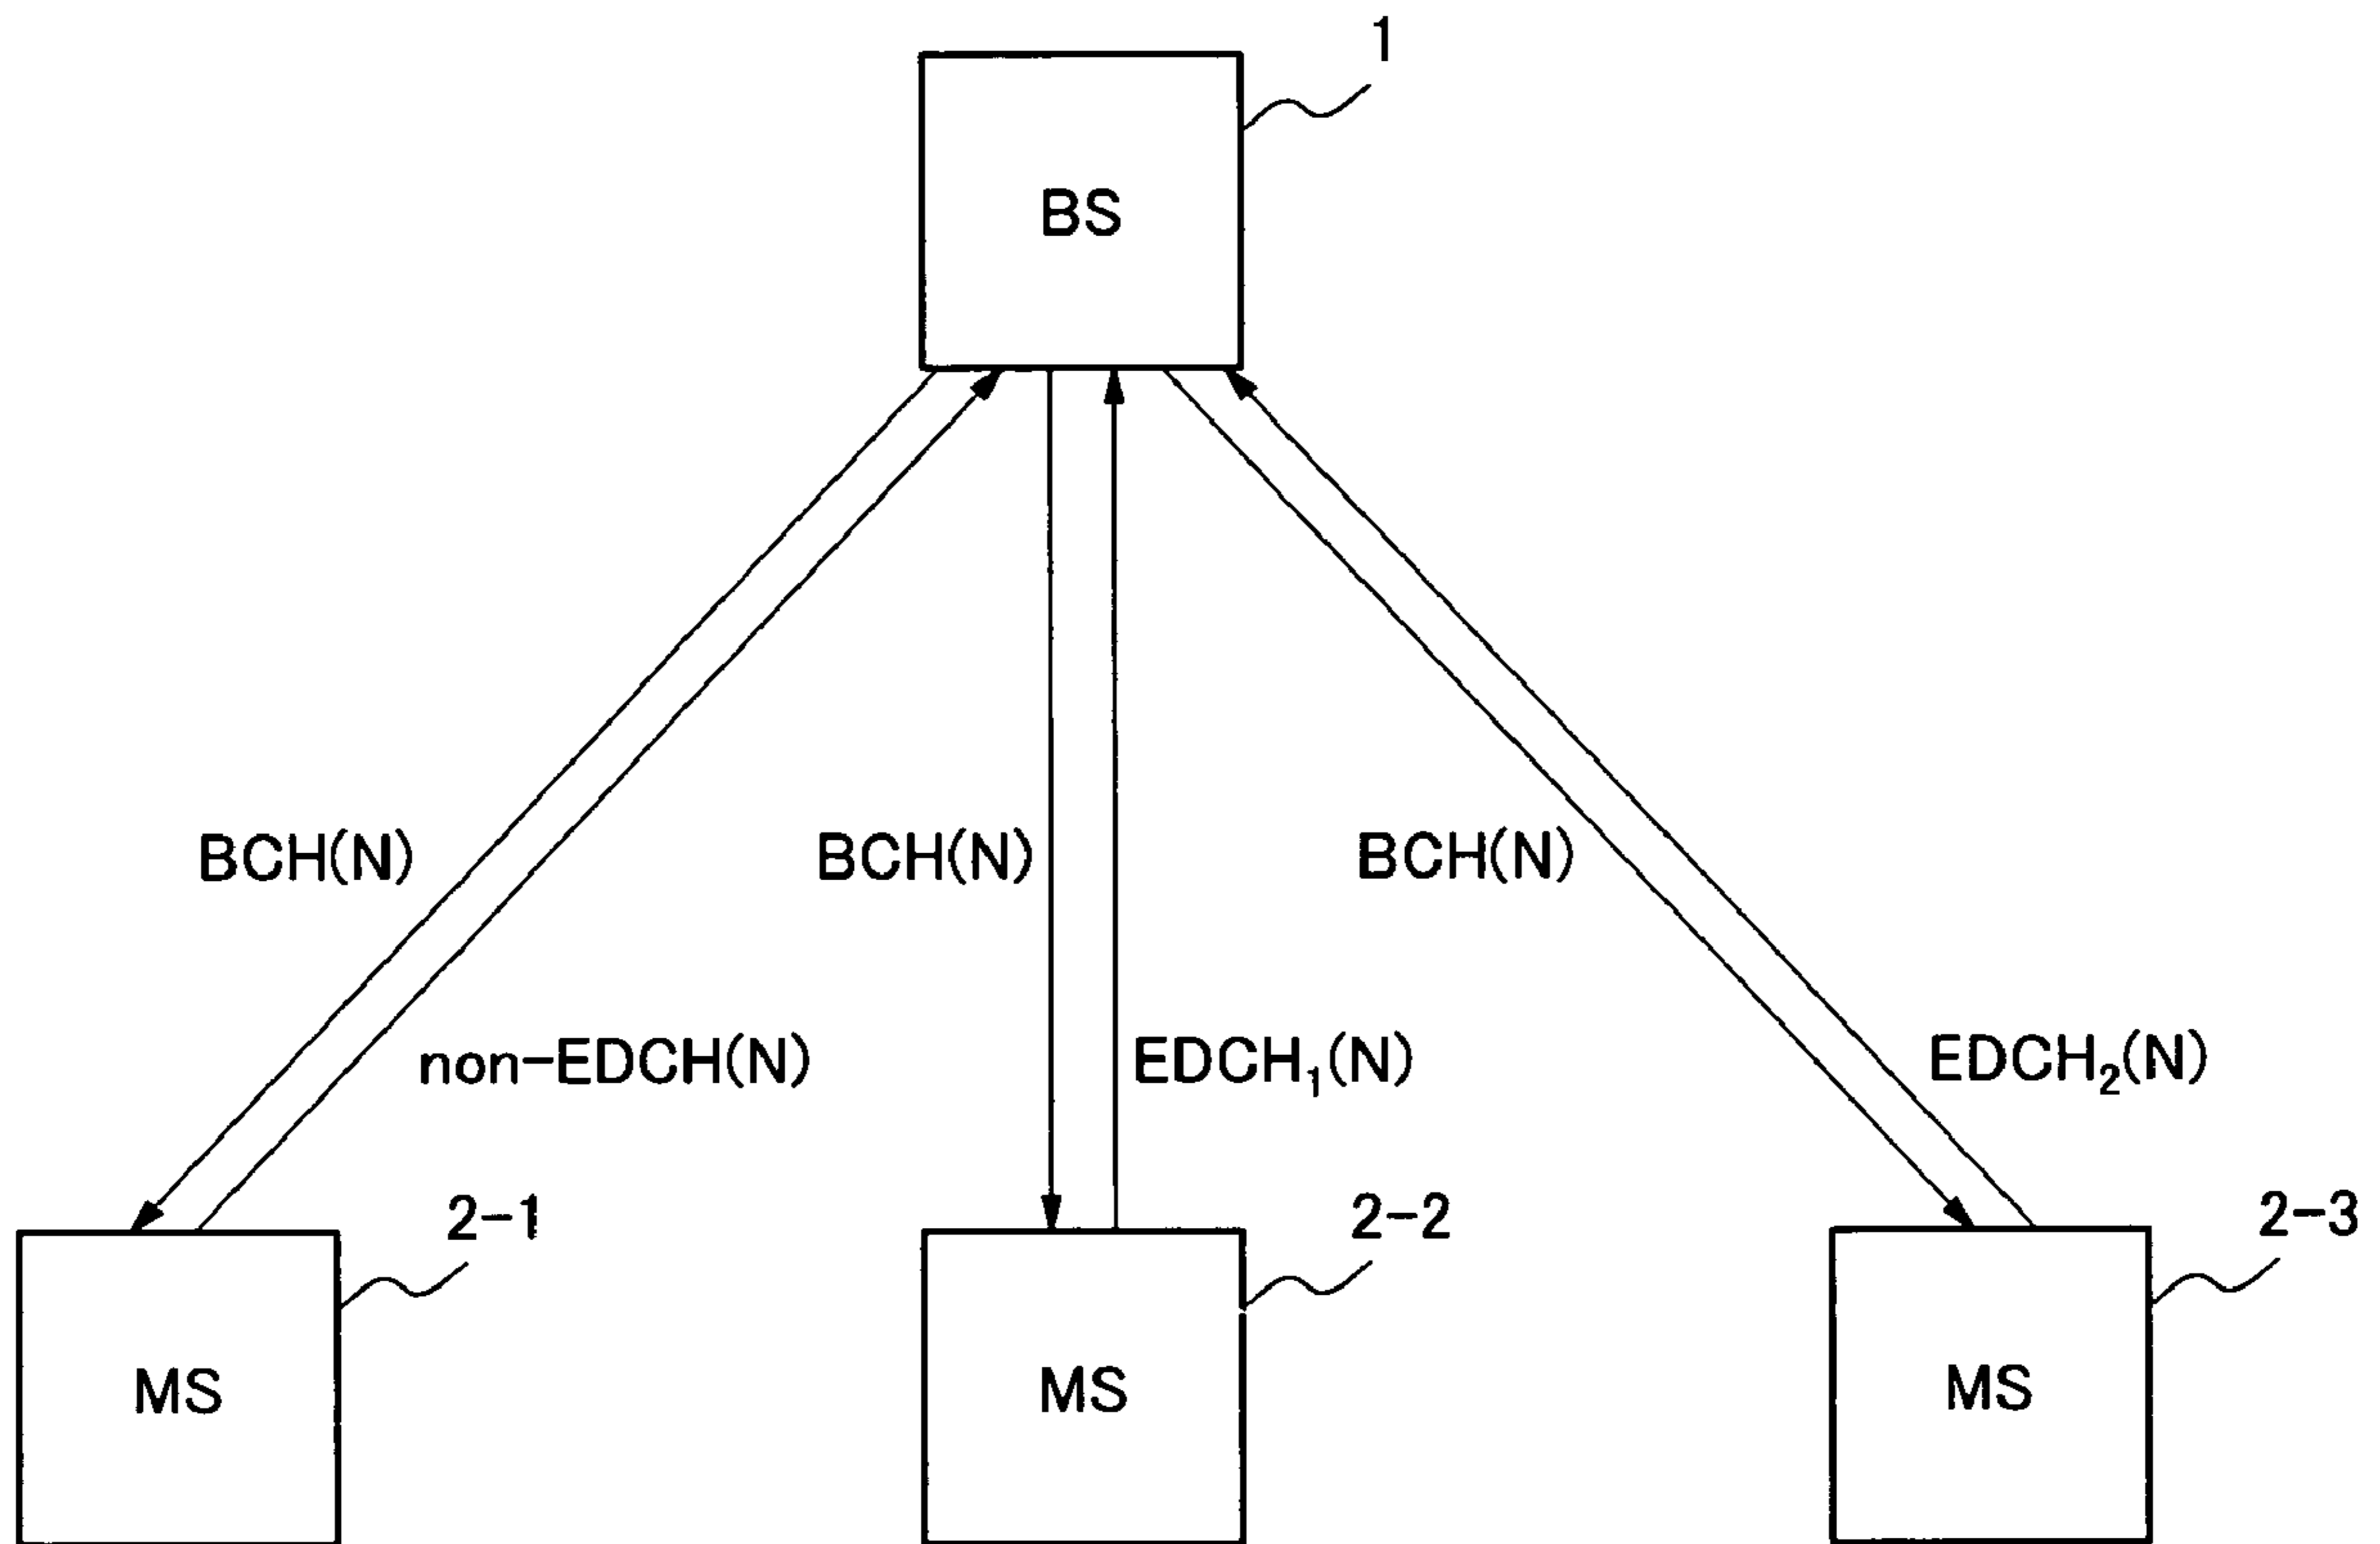 1
BS
BCH(N)
BCH(N)
BCH(N)
non-EDCH(N)
EDCH₁(N)
EDCH₂(N)
2-1
2-2
2-3
MS
MS
MS